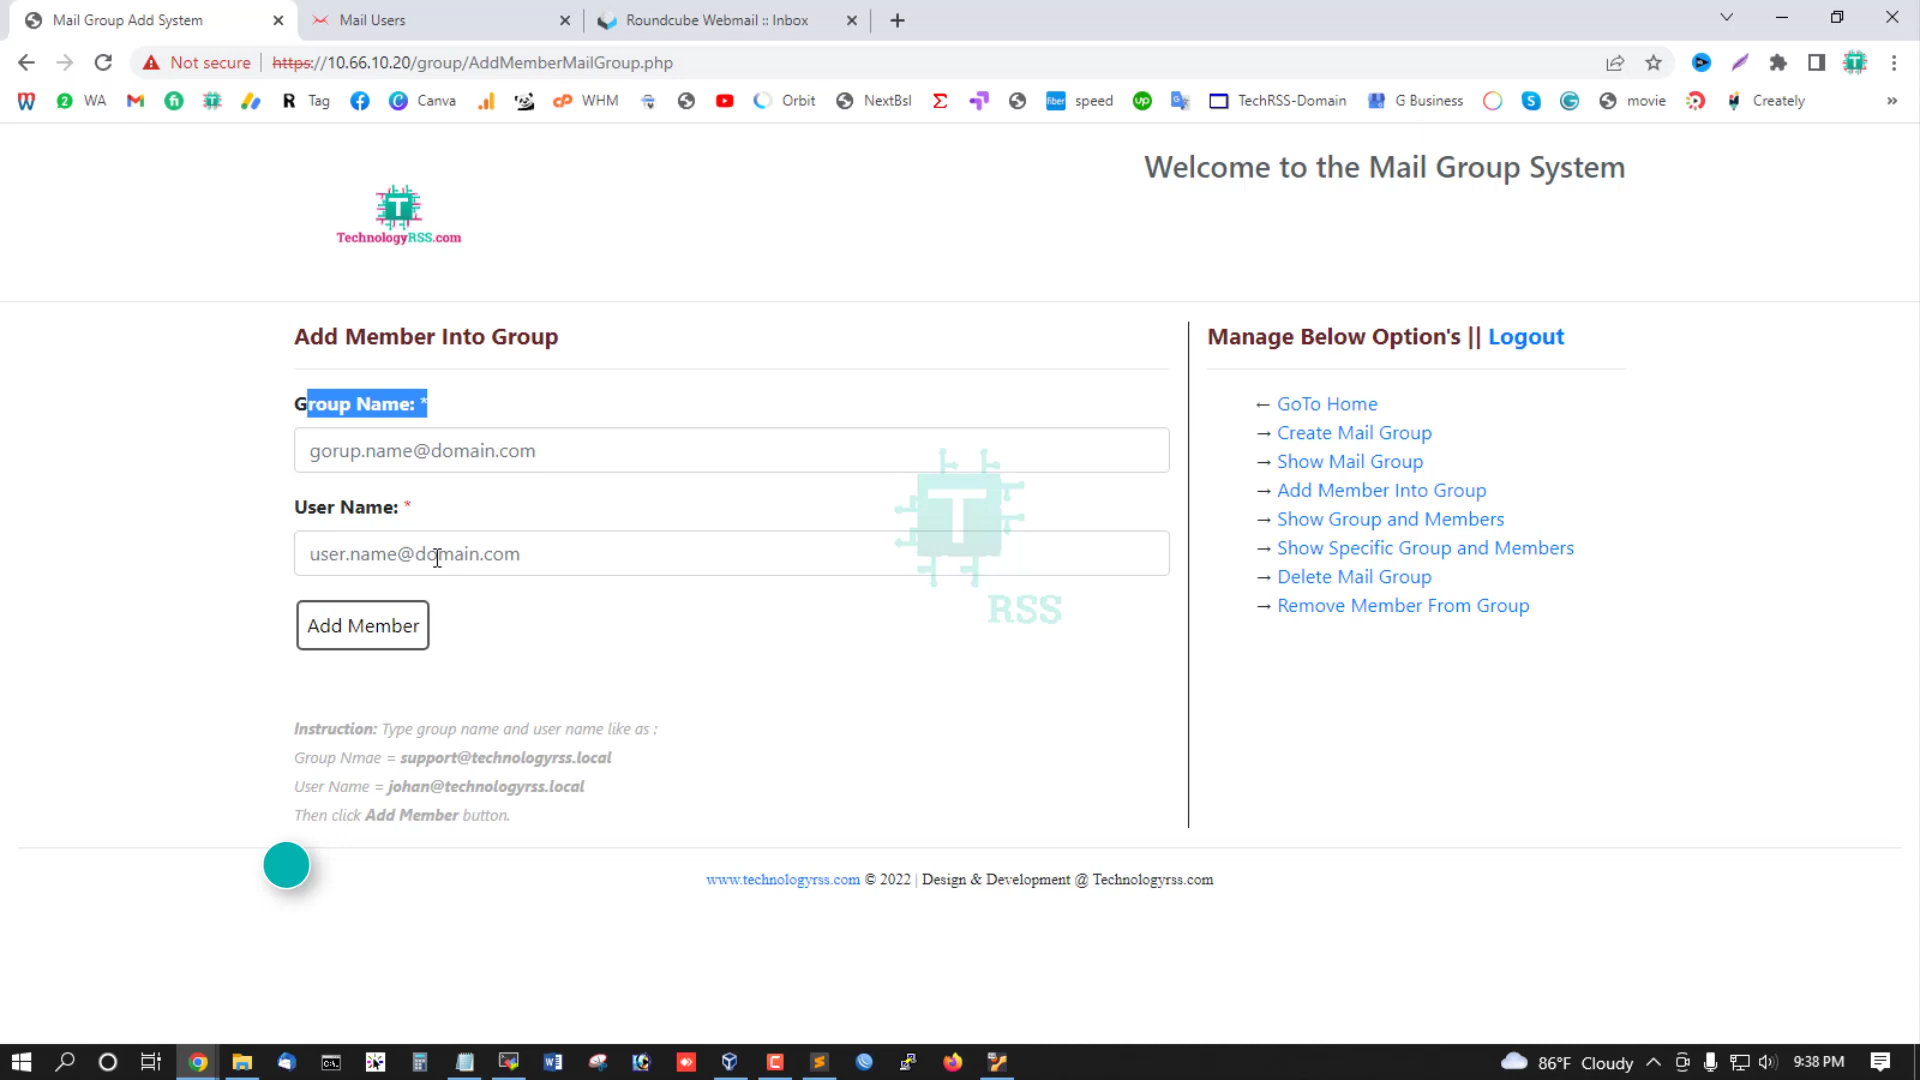 Mail Group Add System
Mail Users
Roundcube Webmail :: Inbox
Not secure
https://10.66.10.20/group/AddMemberMailGroup.php
WA
Tag
Canva
WHM
Orbit
NextBsl
fiber speed
TechRSS-Domain
G Business
movie
Creately
»
Welcome to the Mail Group System
T
TechnologyRSS.com
Add Member Into Group
Manage Below Option's || Logout
Group Name: *
gorup.name@domain.com
User Name: *
user.name@domain.com
Add Member
← GoTo Home
→ Create Mail Group
→ Show Mail Group
→ Add Member Into Group
→ Show Group and Members
→ Show Specific Group and Members
→ Delete Mail Group
→ Remove Member From Group
T
RSS
Instruction: Type group name and user name like as :
Group Nmae = support@technologyrss.local
User Name = johan@technologyrss.local
Then click Add Member button.
www.technologyrss.com © 2022 | Design & Development @ Technologyrss.com
86°F Cloudy
9:38 PM